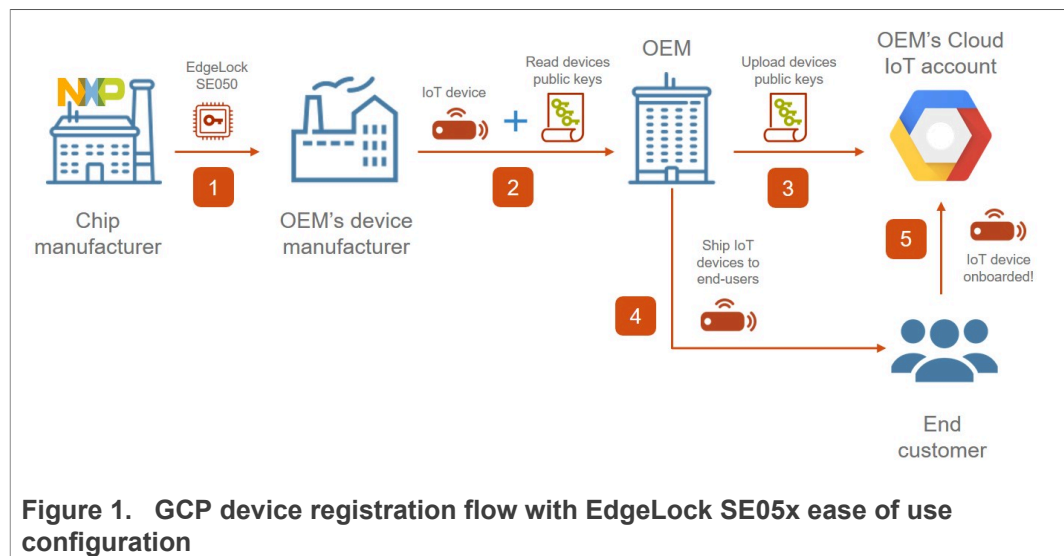 NXP
Chip
manufacturer
EdgeLock
SE050
1
OEM's device
manufacturer
IoT device
+
Read devices
public keys
2
OEM
Upload devices
public keys
3
OEM's Cloud
IoT account
Ship IoT
devices to
end-users
4
5
IoT device
onboarded!
End
customer
Figure 1. GCP device registration flow with EdgeLock SE05x ease of use
configuration